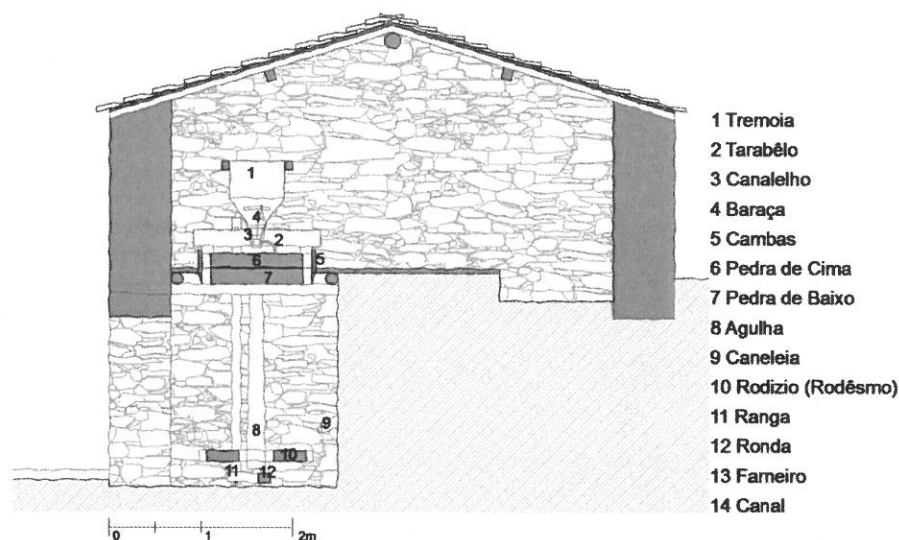 1 Tremoia
2 Tarabêlo
3 Canalelho
4 Baraça
5 Cambas
6 Pedra de Cima
7 Pedra de Baixo
8 Agulha
9 Caneleia
10 Rodizio (Rodêsmo)
11 Ranga
12 Ronda
13 Farneiro
14 Canal
1
4
3
2
6
5
7
8
9
10
11
12
0
1
2m